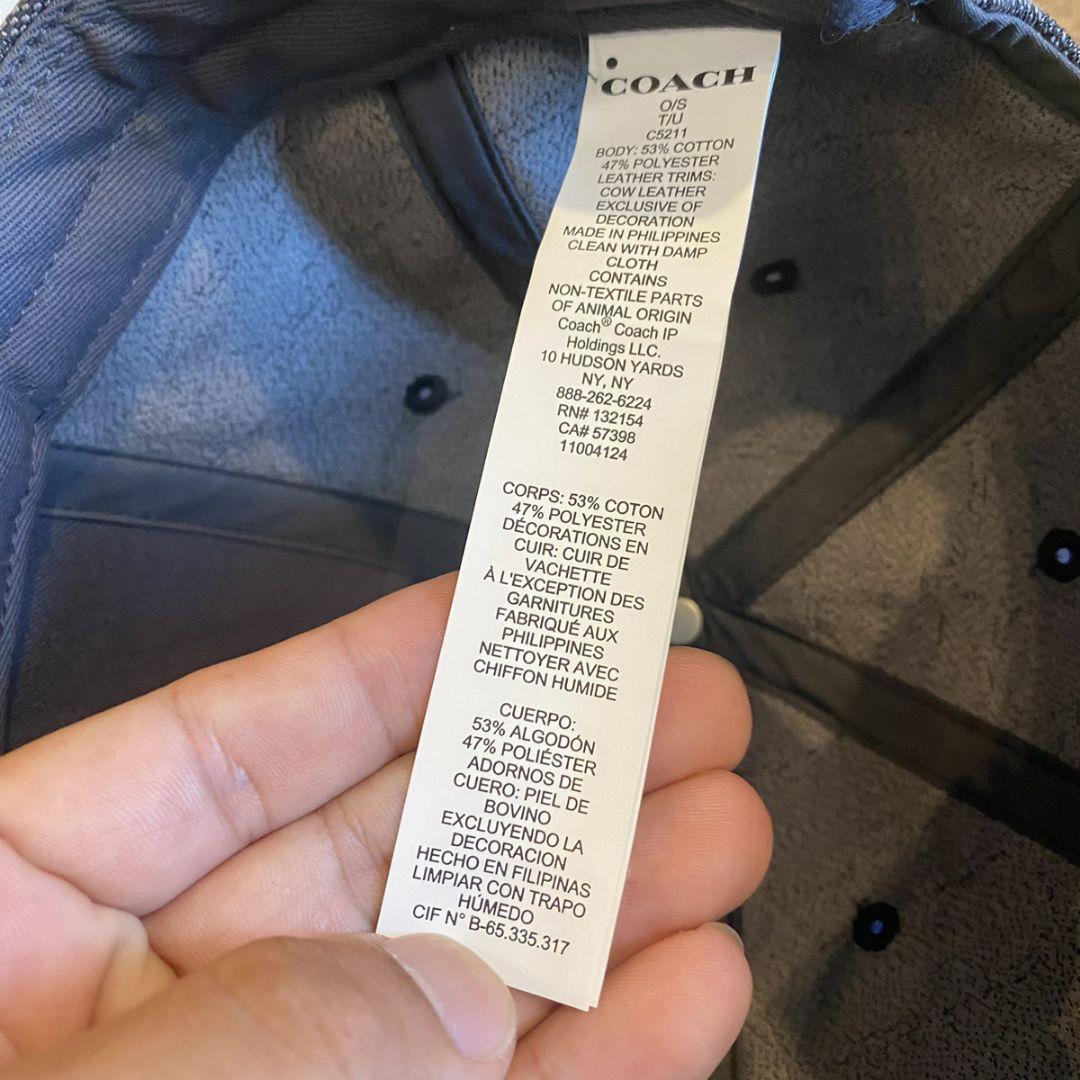 COACH
O/S
T/U
C5211
BODY: 53% COTTON
47% POLYESTER
LEATHER TRIMS:
COW LEATHER
EXCLUSIVE OF
DECORATION
MADE IN PHILIPPINES
CLEAN WITH DAMP
CLOTH
CONTAINS
NON-TEXTILE PARTS
OF ANIMAL ORIGIN
Coach® Coach IP
Holdings LLC.
10 HUDSON YARDS
NY, NY
888-262-6224
RN# 132154
CA# 57398
11004124
CORPS: 53% COTON
47% POLYESTER
DÉCORATIONS EN
CUIR: CUIR DE
VACHETTE
À L'EXCEPTION DES
GARNITURES
FABRIQUÉ AUX
PHILIPPINES
NETTOYER AVEC
CHIFFON HUMIDE
CUERPO:
53% ALGODÓN
47% POLIÉSTER
ADORNOS DE
CUERO: PIEL DE
BOVINO
EXCLUYENDO LA
DECORACION
HECHO EN FILIPINAS
LIMPIAR CON TRAPO
HÚMEDO
CIF N° B-65.335.317